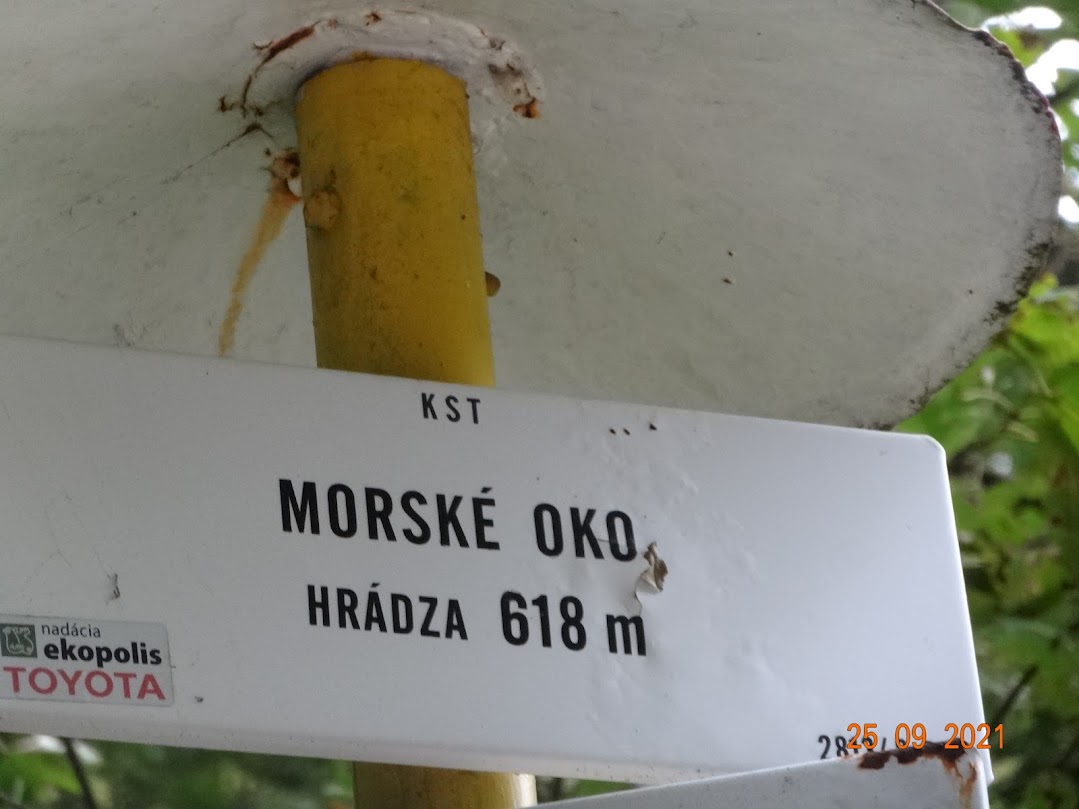 KST
MORSKÉ OKO
HRÁDZA 618 m
nadácia
ekopolis
TOYOTA
25 09 2021